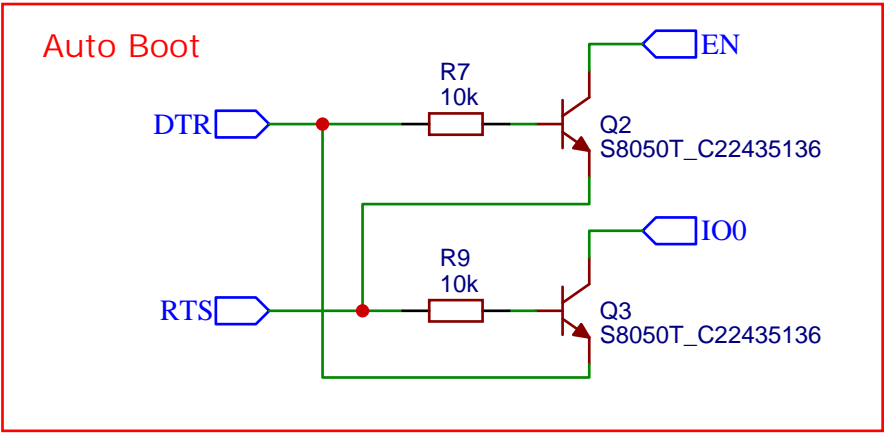 Auto Boot
EN
R7
10k
DTR
Q2
S8050T_C22435136
IO0
R9
10k
RTS
Q3
S8050T_C22435136